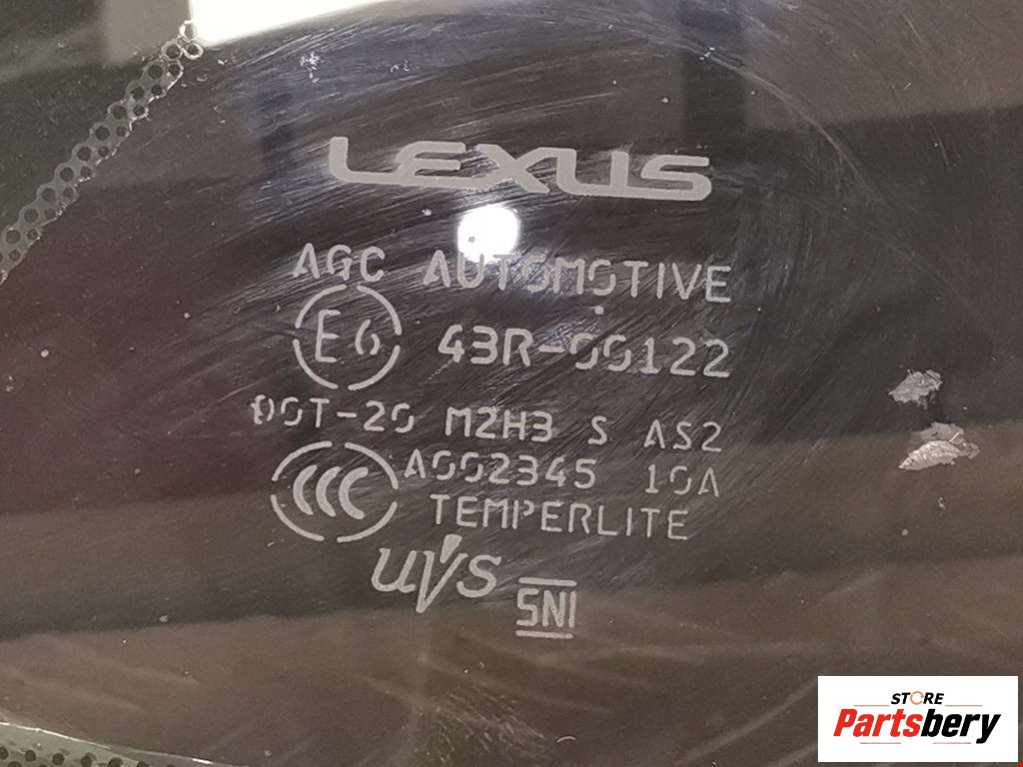 LEXUS
AGC AUTOMOTIVE
E6 43R-00122
DOT-20 M2H3 S AS2
CCC A002345 10A
TEMPERLITE
UVS
SNI
STORE
Partsbery